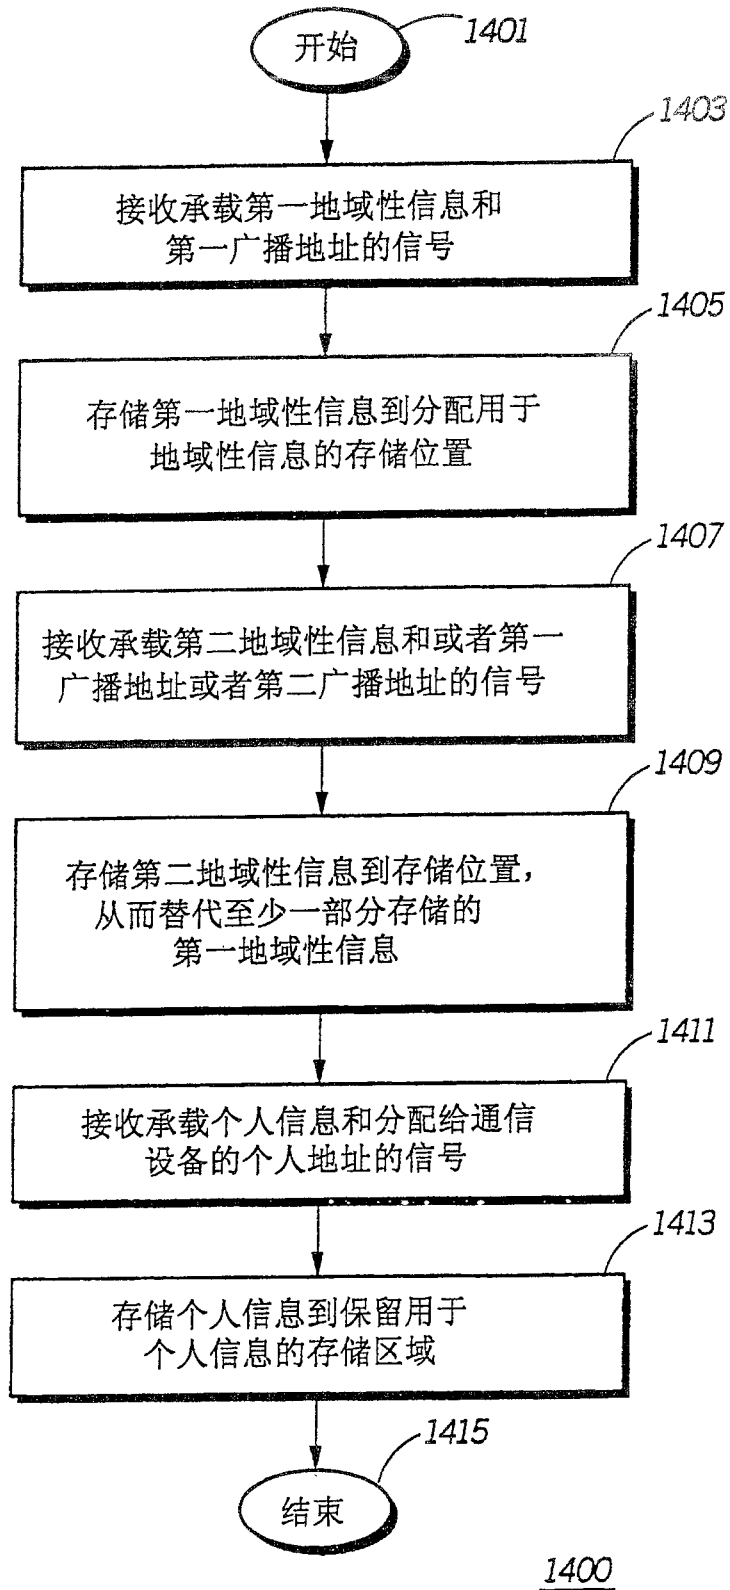 开始
1401
1403
接收承载第一地域性信息和
第一广播地址的信号
1405
存储第一地域性信息到分配用于
地域性信息的存储位置
1407
接收承载第二地域性信息和或者第一
广播地址或者第二广播地址的信号
1409
存储第二地域性信息到存储位置，
从而替代至少一部分存储的
第一地域性信息
1411
接收承载个人信息和分配给通信
设备的个人地址的信号
1413
存储个人信息到保留用于
个人信息的存储区域
1415
结束
1400